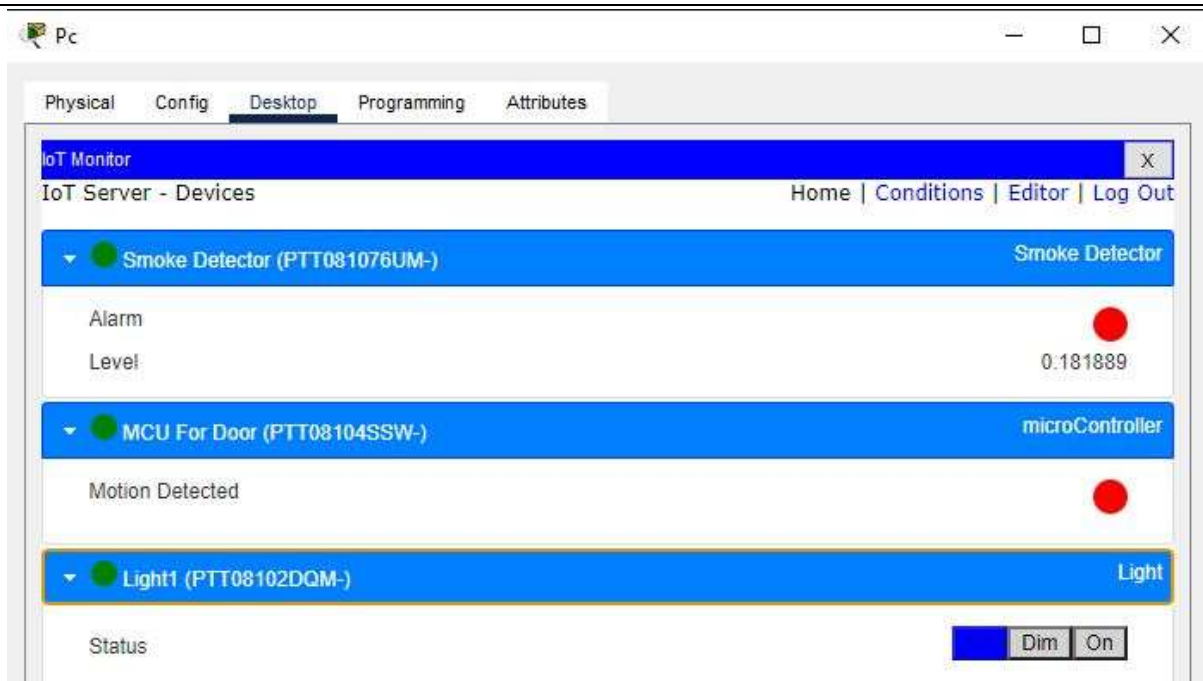 Pc
Physical Config Desktop Programming Attributes
IoT Monitor X
IoT Server - Devices Home | Conditions | Editor | Log Out
Smoke Detector (PTT081076UM-) Smoke Detector
Alarm
Level 0.181889
MCU For Door (PTT08104SSW-) microController
Motion Detected
Light1 (PTT08102DQM-) Light
Status Dim On